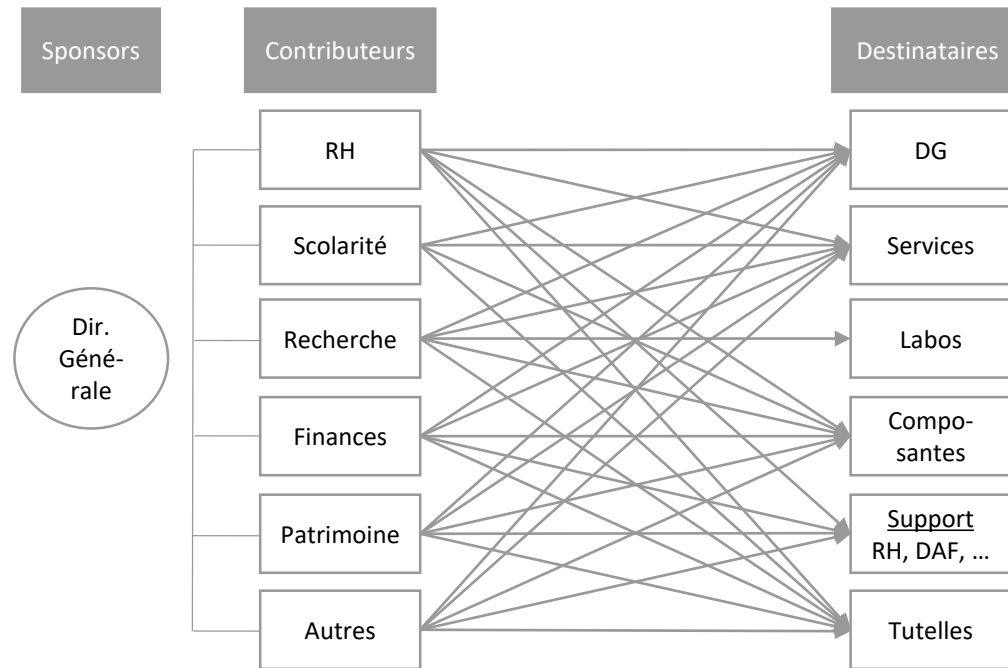 Sponsors
Contributeurs
Destinataires
RH
DG
Scolarité
Services
Recherche
Labos
Dir.
Géné-
rale
Finances
Compo-
santes
Patrimoine
Support
RH, DAF, ...
Autres
Tutelles